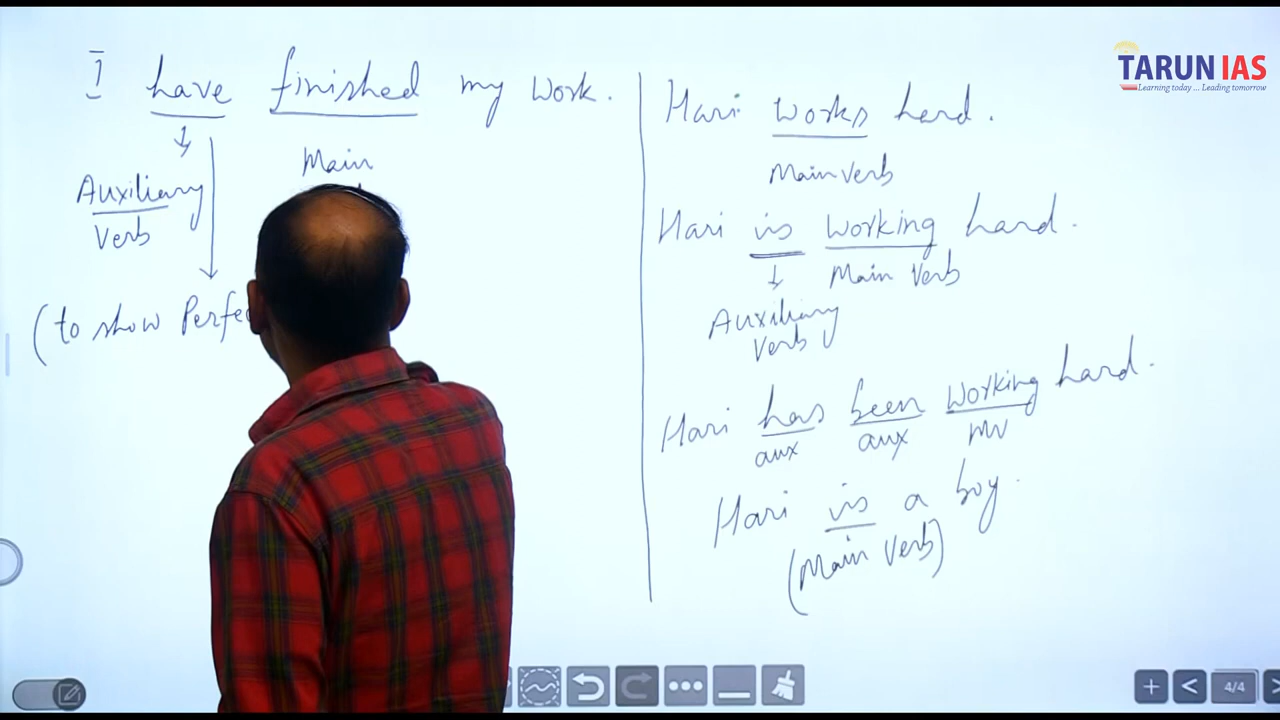 I have finished my work.
Auxiliary
Verb
Main
(to show Perfec
Hari works hard.
Main Verb
Hari is working hard.
Main Verb
Auxiliary
Verb
Hari has been working hard.
aux aux MV
Hari is a boy.
(Main Verb)
TARUN IAS
Learning today ... Leading tomorrow
4/4